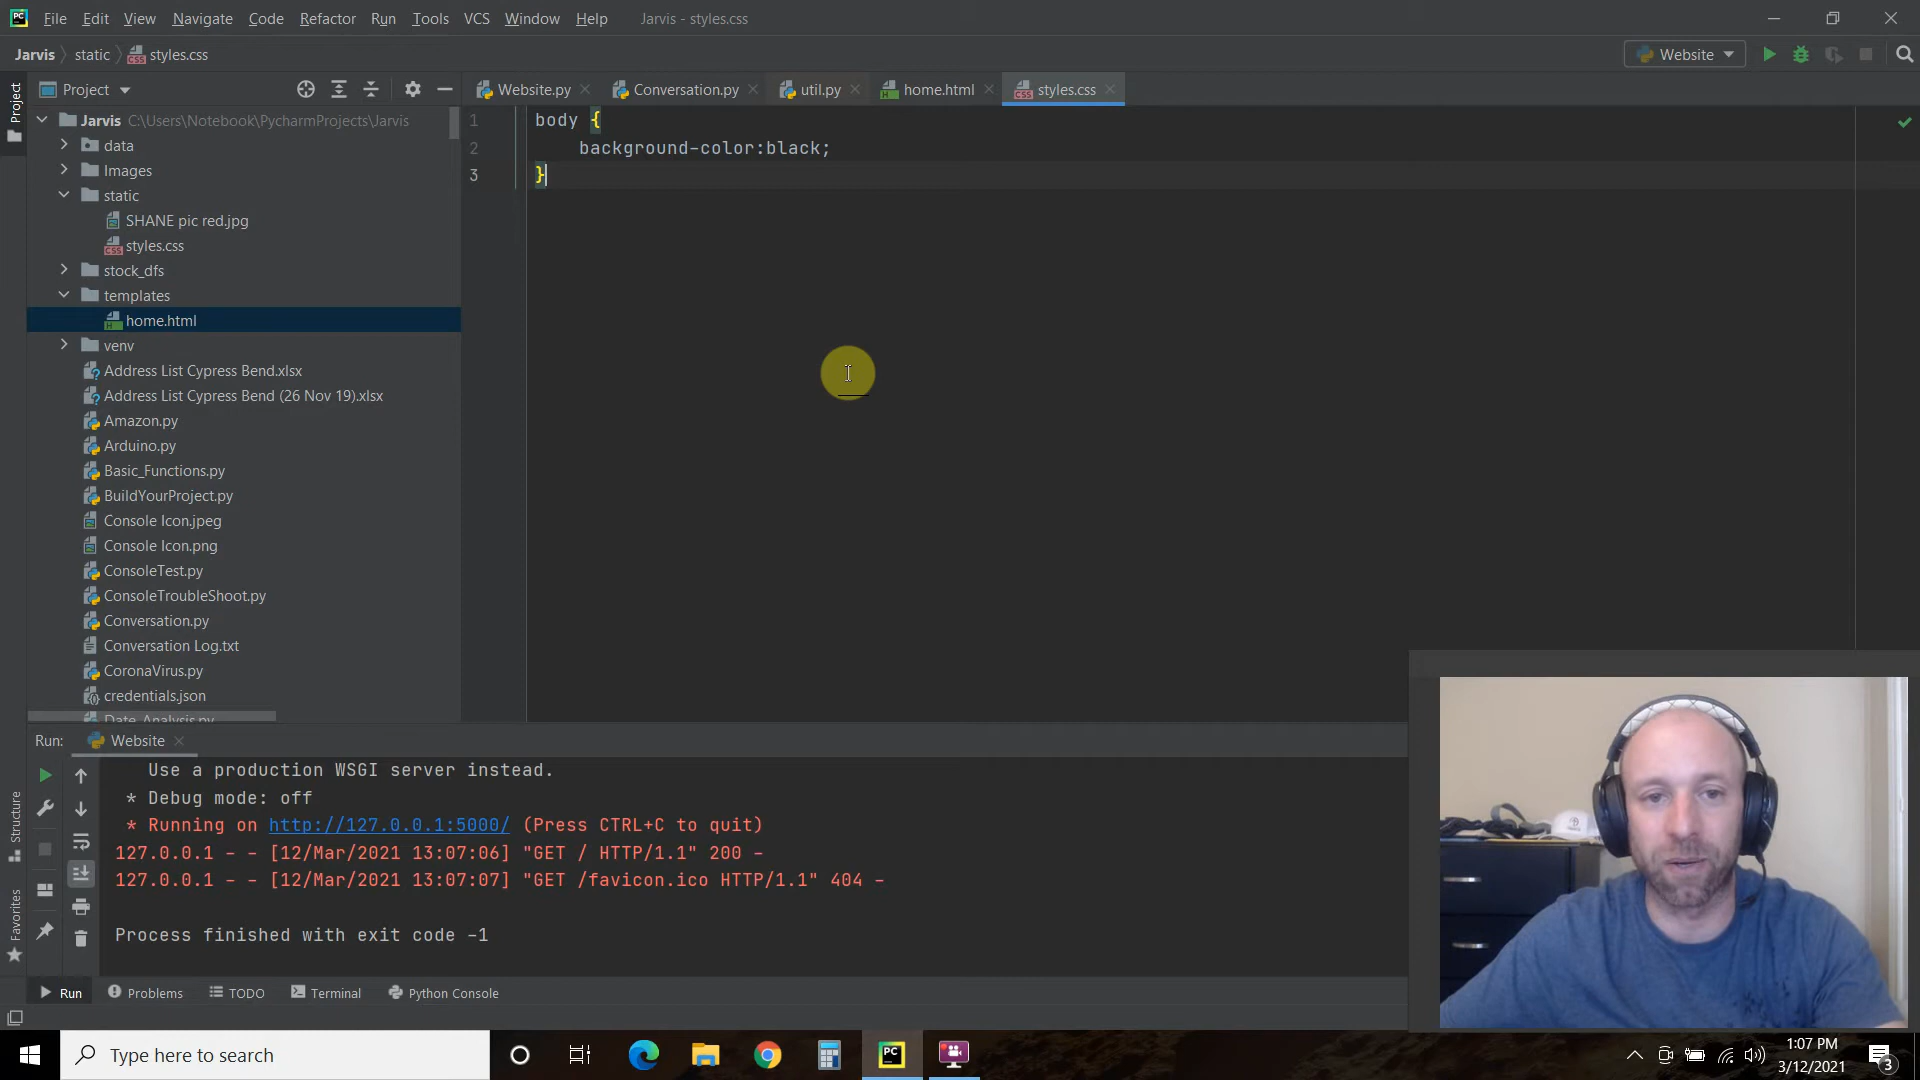 File Edit View Navigate Code Refactor Run Tools VCS Window Help Jarvis - styles.css
Jarvis static styles.css Website
Project
Project
Website.py Conversation.py util.py home.html styles.css
Jarvis C:\Users\Notebook\PycharmProjects\Jarvis
data
Images
static
SHANE pic red.jpg
styles.css
stock_dfs
templates
home.html
venv
Address List Cypress Bend.xlsx
Address List Cypress Bend (26 Nov 19).xlsx
Amazon.py
Arduino.py
Basic_Functions.py
BuildYourProject.py
Console Icon.jpeg
Console Icon.png
ConsoleTest.py
ConsoleTroubleShoot.py
Conversation.py
Conversation Log.txt
CoronaVirus.py
credentials.json
Date_Analysis.py
1 body {
2 background-color:black;
3 }
Run: Website
Use a production WSGI server instead.
* Debug mode: off
* Running on http://127.0.0.1:5000/ (Press CTRL+C to quit)
127.0.0.1 - - [12/Mar/2021 13:07:06] "GET / HTTP/1.1" 200 -
127.0.0.1 - - [12/Mar/2021 13:07:07] "GET /favicon.ico HTTP/1.1" 404 -
Process finished with exit code -1
Structure
Favorites
Run Problems TODO Terminal Python Console
Type here to search
PC
1:07 PM
3/12/2021
3